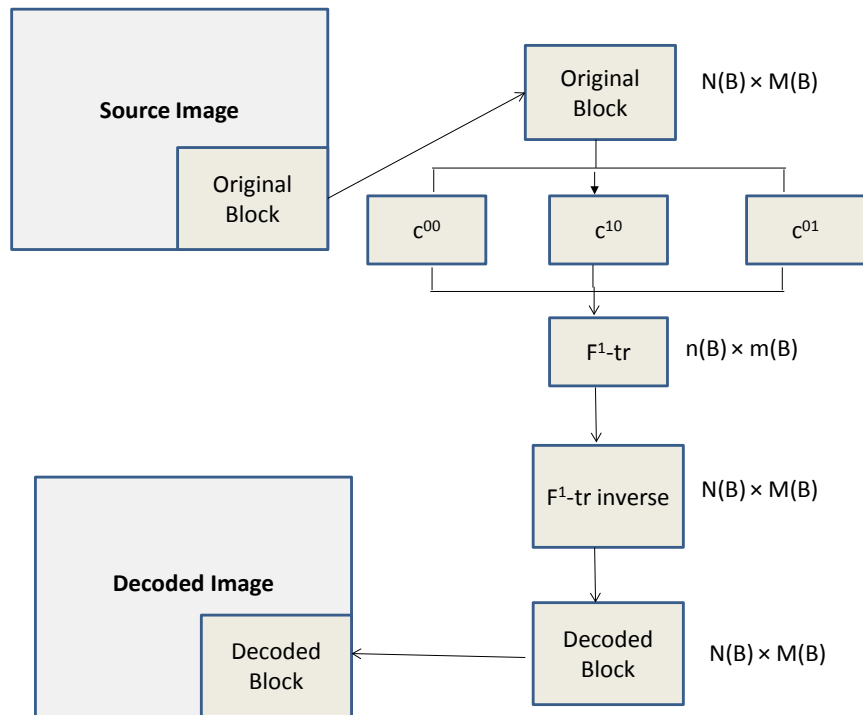 Source Image
Original
Block
Original
Block
N(B) × M(B)
c⁰⁰
c¹⁰
c⁰¹
F¹-tr
n(B) × m(B)
F¹-tr inverse
N(B) × M(B)
Decoded Image
Decoded
Block
Decoded
Block
N(B) × M(B)